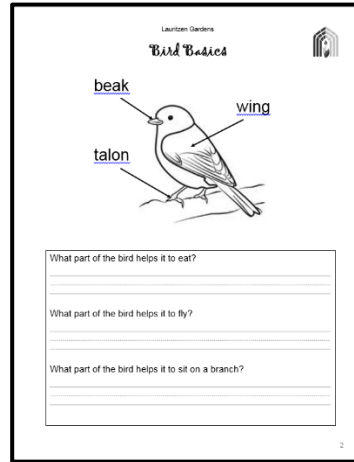 Lauritzen Gardens
Bird Basics
beak
wing
talon
What part of the bird helps it to eat?
What part of the bird helps it to fly?
What part of the bird helps it to sit on a branch?
2